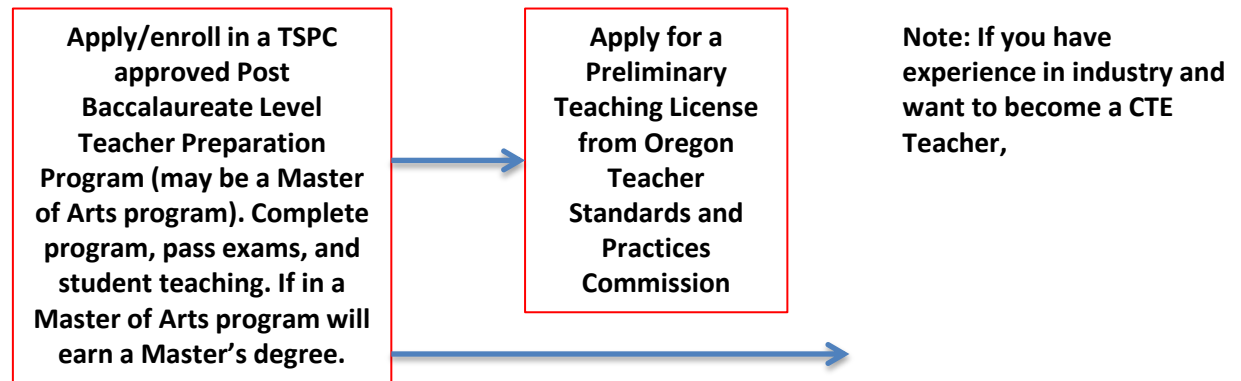 Apply/enroll in a TSPC
approved Post
Baccalaureate Level
Teacher Preparation
Program (may be a Master
of Arts program). Complete
program, pass exams, and
student teaching. If in a
Master of Arts program will
earn a Master’s degree.
Apply for a
Preliminary
Teaching License
from Oregon
Teacher
Standards and
Practices
Commission
Note: If you have
experience in industry and
want to become a CTE
Teacher,